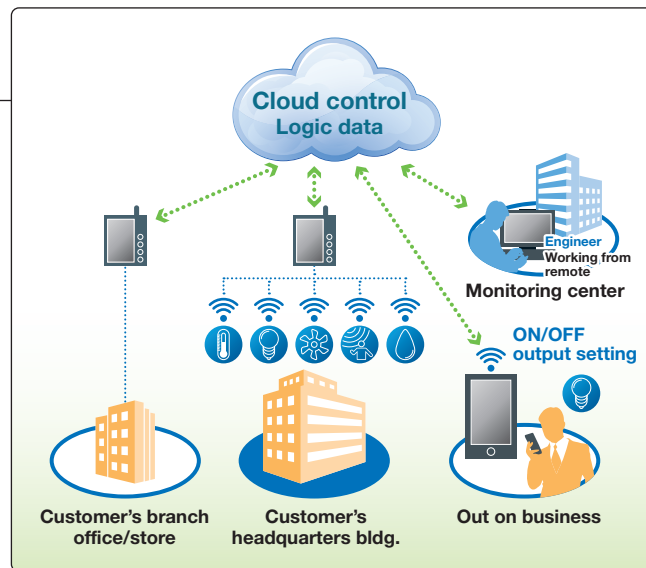 Cloud control
Logic data
Engineer
Working from
remote
Monitoring center
ON/OFF
output setting
Customer's branch
office/store
Customer's
headquarters bldg.
Out on business